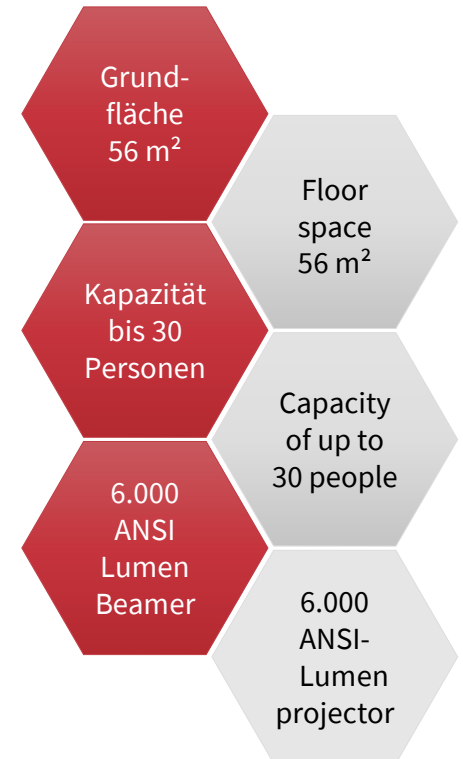 Grund-
fläche
56 m²
Floor
space
56 m²
Kapazität
bis 30
Personen
Capacity
of up to
30 people
6.000
ANSI
Lumen
Beamer
6.000
ANSI-
Lumen
projector